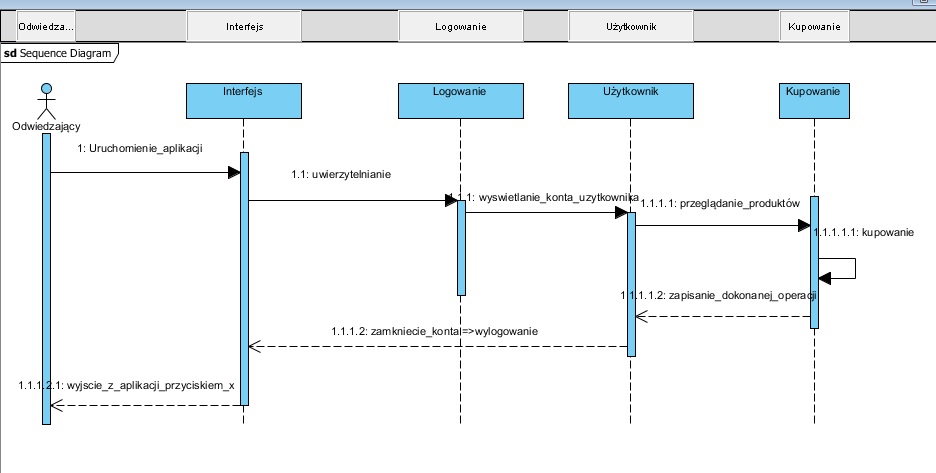 Odwiedza...
Interfejs
Logowanie
Użytkownik
Kupowanie
sd Sequence Diagram
Interfejs
Logowanie
Użytkownik
Kupowanie
Odwiedzający
1: Uruchomienie_aplikacji
1.1: uwierzytelnianie
1.1.1: wyswietlanie_konta_uzytkownika
1.1.1.1: przeglądanie_produktów
1.1.1.1.1: kupowanie
1.1.1.1.2: zapisanie_dokonanej_operacji
1.1.1.2: zamkniecie_kontal=>wylogowanie
1.1.1.2.1: wyjscie_z_aplikacji_przyciskiem_x